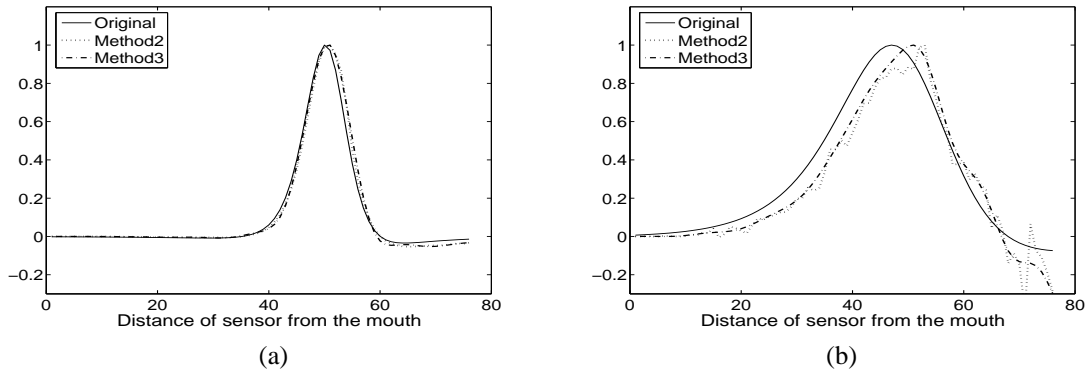 Original
Method2
Method3
1
0.8
0.6
0.4
0.2
0
−0.2
0 20 40 60 80
Distance of sensor from the mouth
(a)
Original
Method2
Method3
1
0.8
0.6
0.4
0.2
0
−0.2
0 20 40 60 80
Distance of sensor from the mouth
(b)